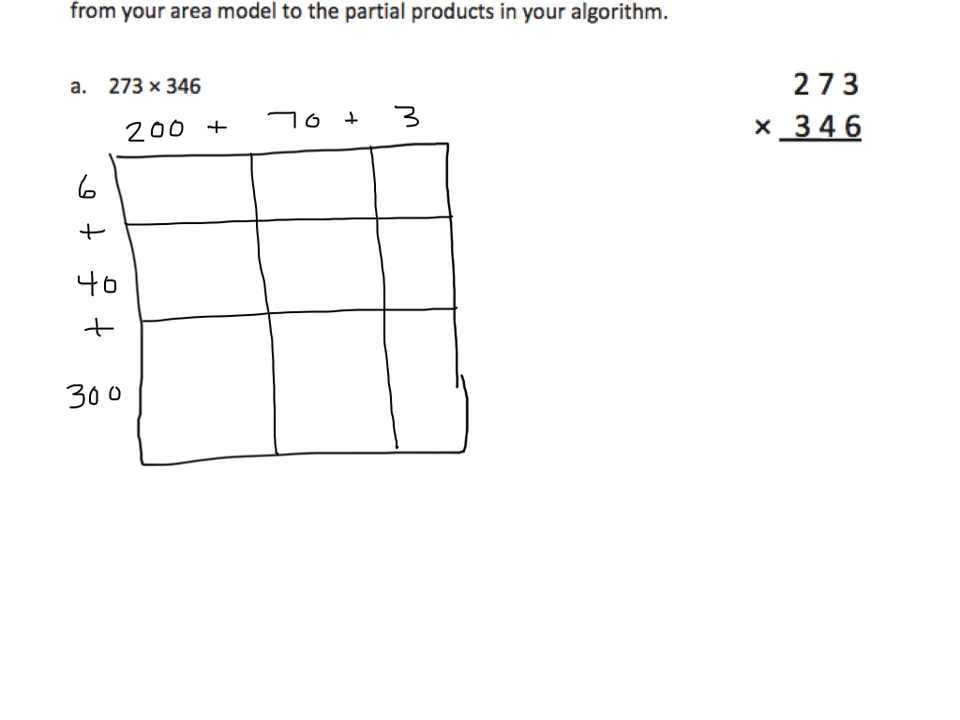 from your area model to the partial products in your algorithm.
a. 273 × 346
273
× 346
200 + 70 + 3
6
+
40
+
300